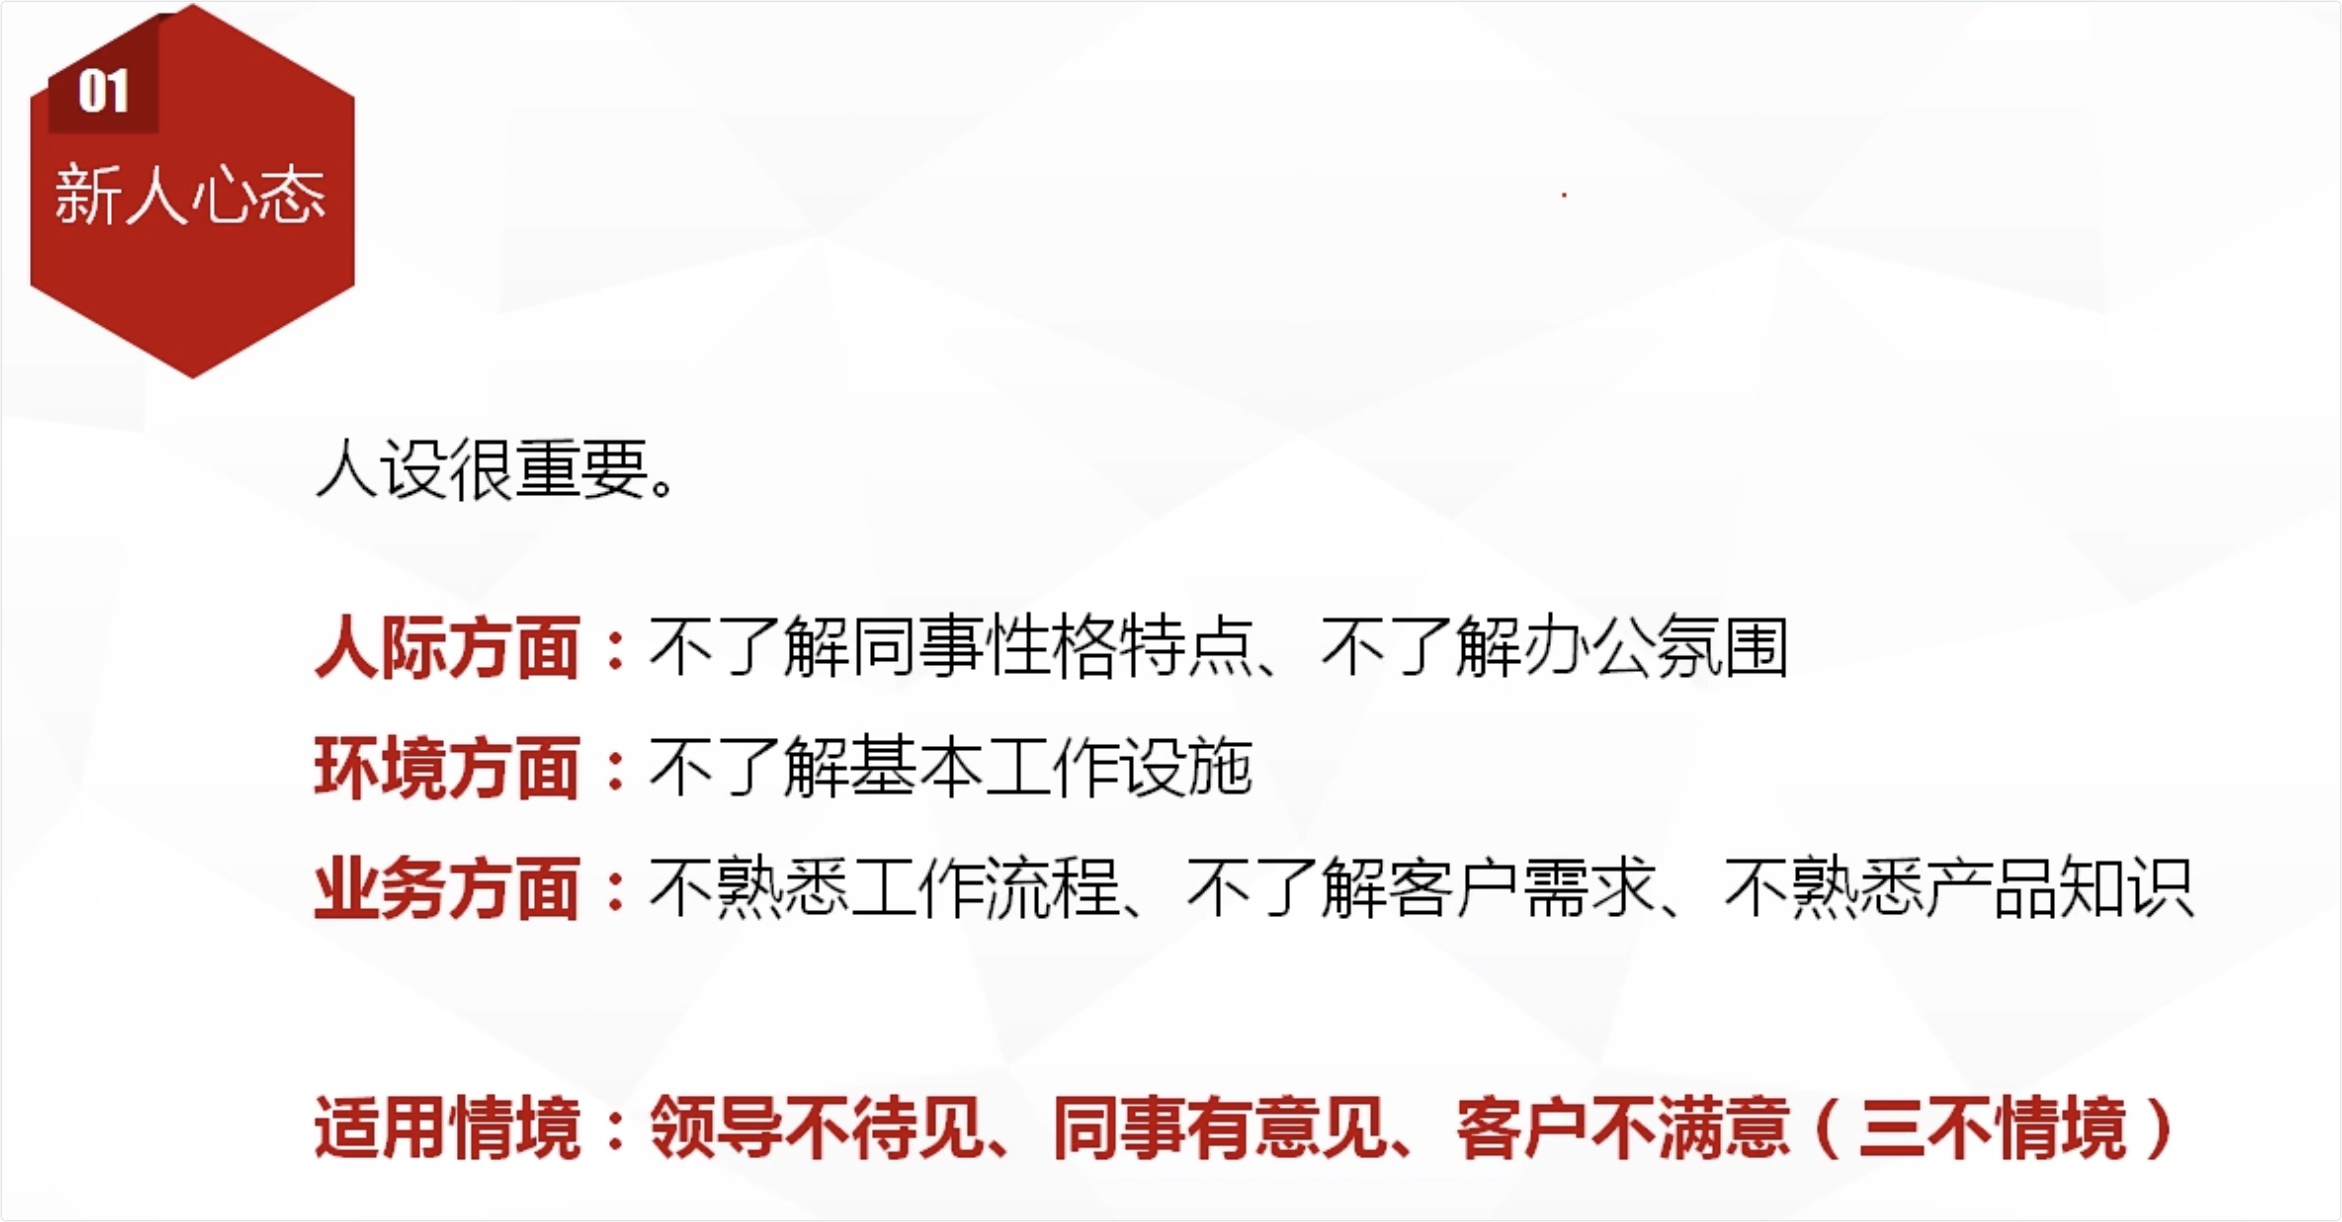 01
新人心态
人设很重要。
人际方面：不了解同事性格特点、不了解办公氛围
环境方面：不了解基本工作设施
业务方面：不熟悉工作流程、不了解客户需求、不熟悉产品知识
适用情境：领导不待见、同事有意见、客户不满意（三不情境）